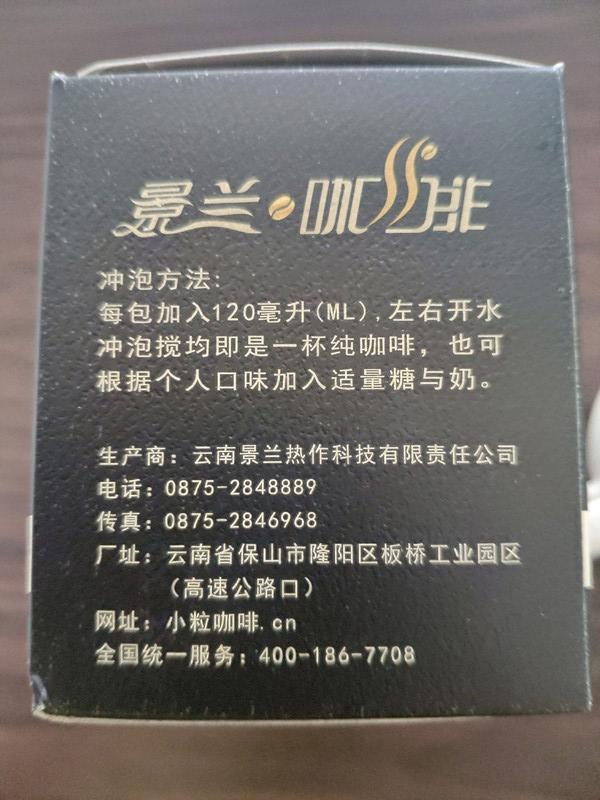 景兰·咖啡
冲泡方法:
每包加入120毫升(ML),左右开水
冲泡搅均即是一杯纯咖啡，也可
根据个人口味加入适量糖与奶。
生产商：云南景兰热作科技有限责任公司
电话：0875-2848889
传真：0875-2846968
厂址：云南省保山市隆阳区板桥工业园区
（高速公路口）
网址：小粒咖啡.cn
全国统一服务：400-186-7708